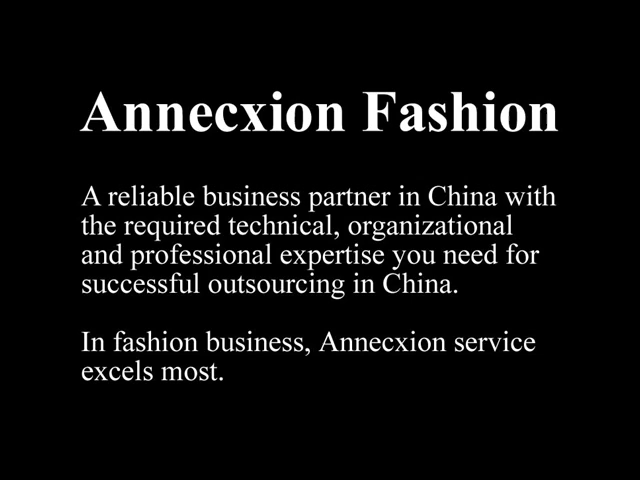 Annecxion Fashion
A reliable business partner in China with
the required technical, organizational
and professional expertise you need for
successful outsourcing in China.
In fashion business, Annecxion service
excels most.